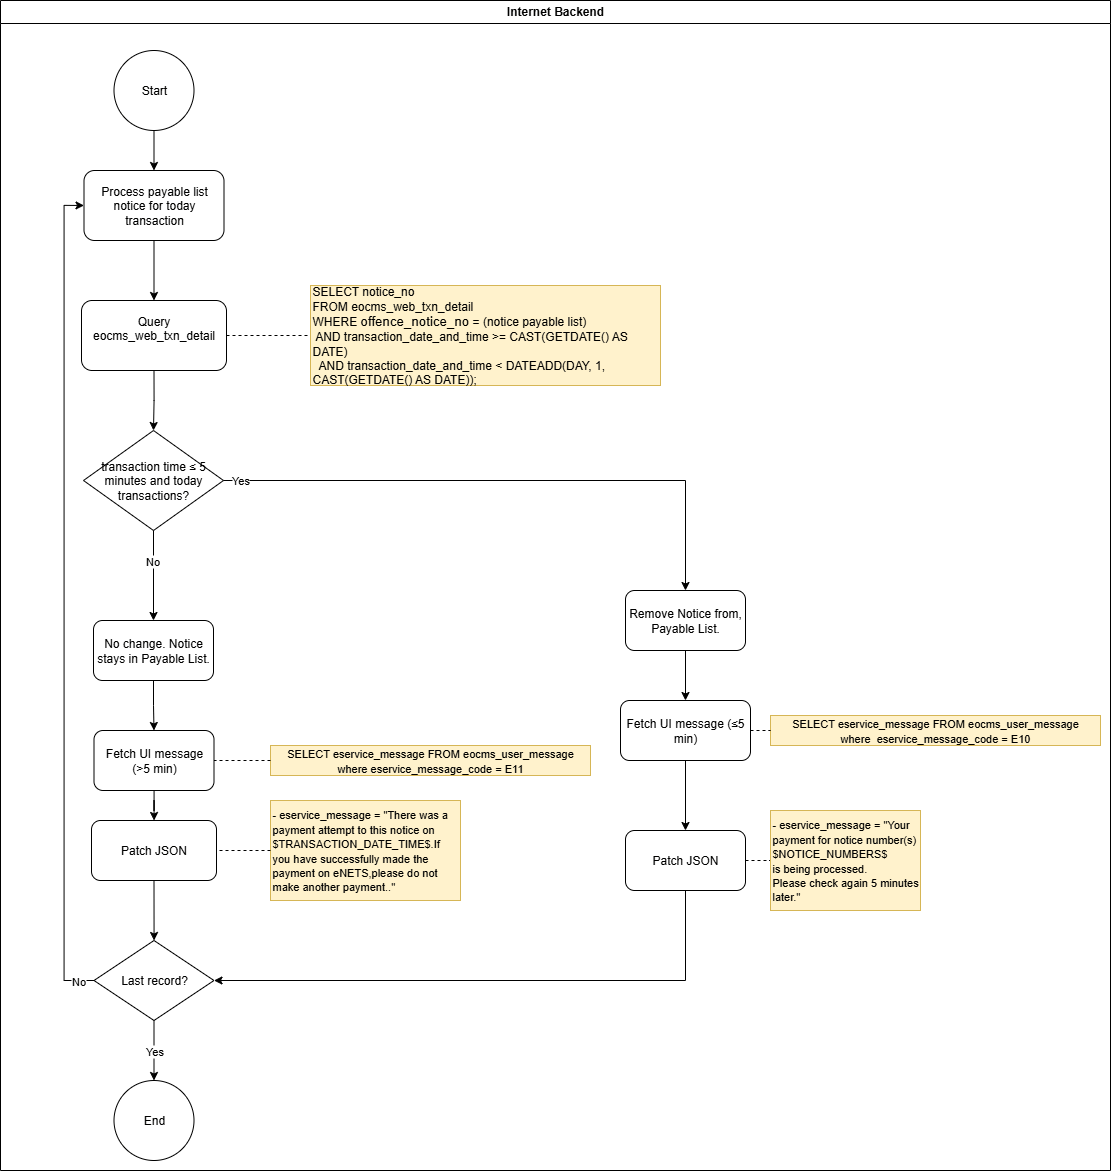 Internet Backend
Start
Process payable list
notice for today
transaction
Query
eocms_web_txn_detail
SELECT notice_no
FROM eocms_web_txn_detail
WHERE offence_notice_no = (notice payable list)
AND transaction_date_and_time >= CAST(GETDATE() AS
DATE)
AND transaction_date_and_time < DATEADD(DAY, 1,
CAST(GETDATE() AS DATE));
transaction time ≤ 5
minutes and today
transactions?
Yes
No
Remove Notice from,
Payable List.
No change. Notice
stays in Payable List.
Fetch UI message (≤5
min)
SELECT eservice_message FROM eocms_user_message
where eservice_message_code = E10
Fetch UI message
(>5 min)
SELECT eservice_message FROM eocms_user_message
where eservice_message_code = E11
Patch JSON
- eservice_message = "There was a
payment attempt to this notice on
$TRANSACTION_DATE_TIME$.If
you have successfully made the
payment on eNETS,please do not
make another payment.."
Patch JSON
- eservice_message = "Your
payment for notice number(s)
$NOTICE_NUMBERS$
is being processed.
Please check again 5 minutes
later."
Last record?
No
Yes
End